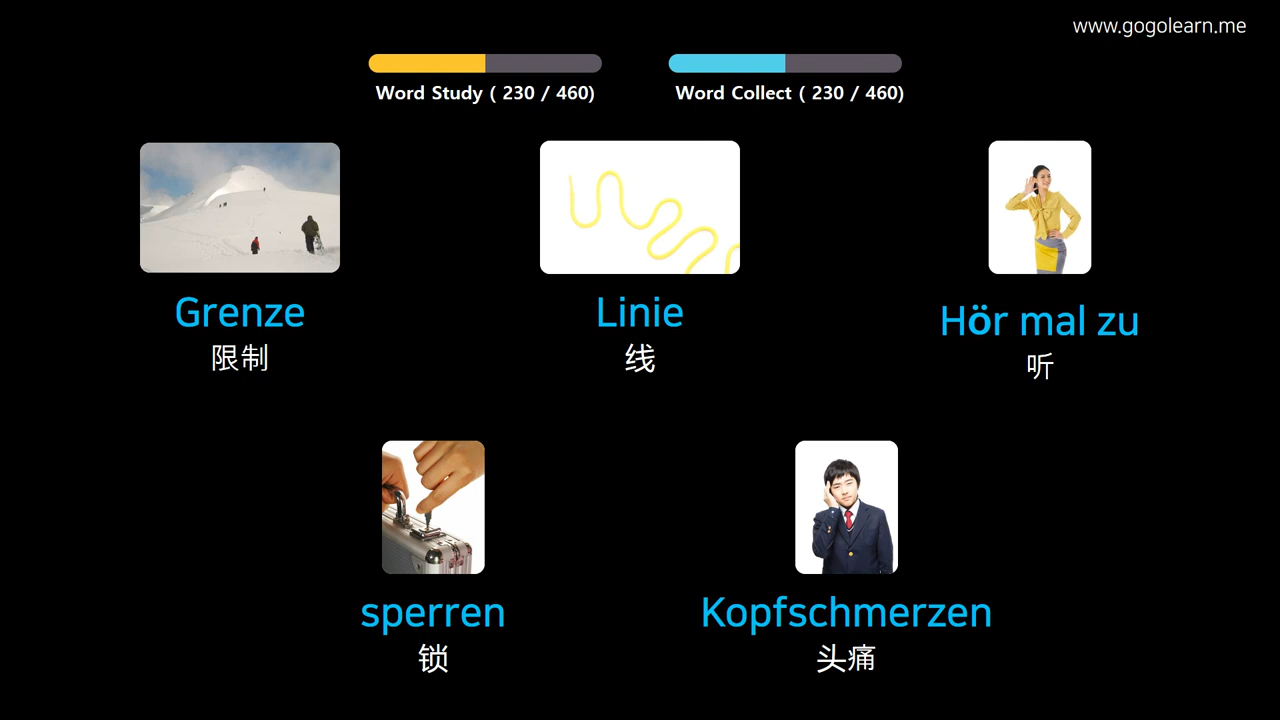 www.gogolearn.me
Word Study ( 230 / 460)
Word Collect ( 230 / 460)
Grenze
限制
Linie
线
Hör mal zu
听
sperren
锁
Kopfschmerzen
头痛